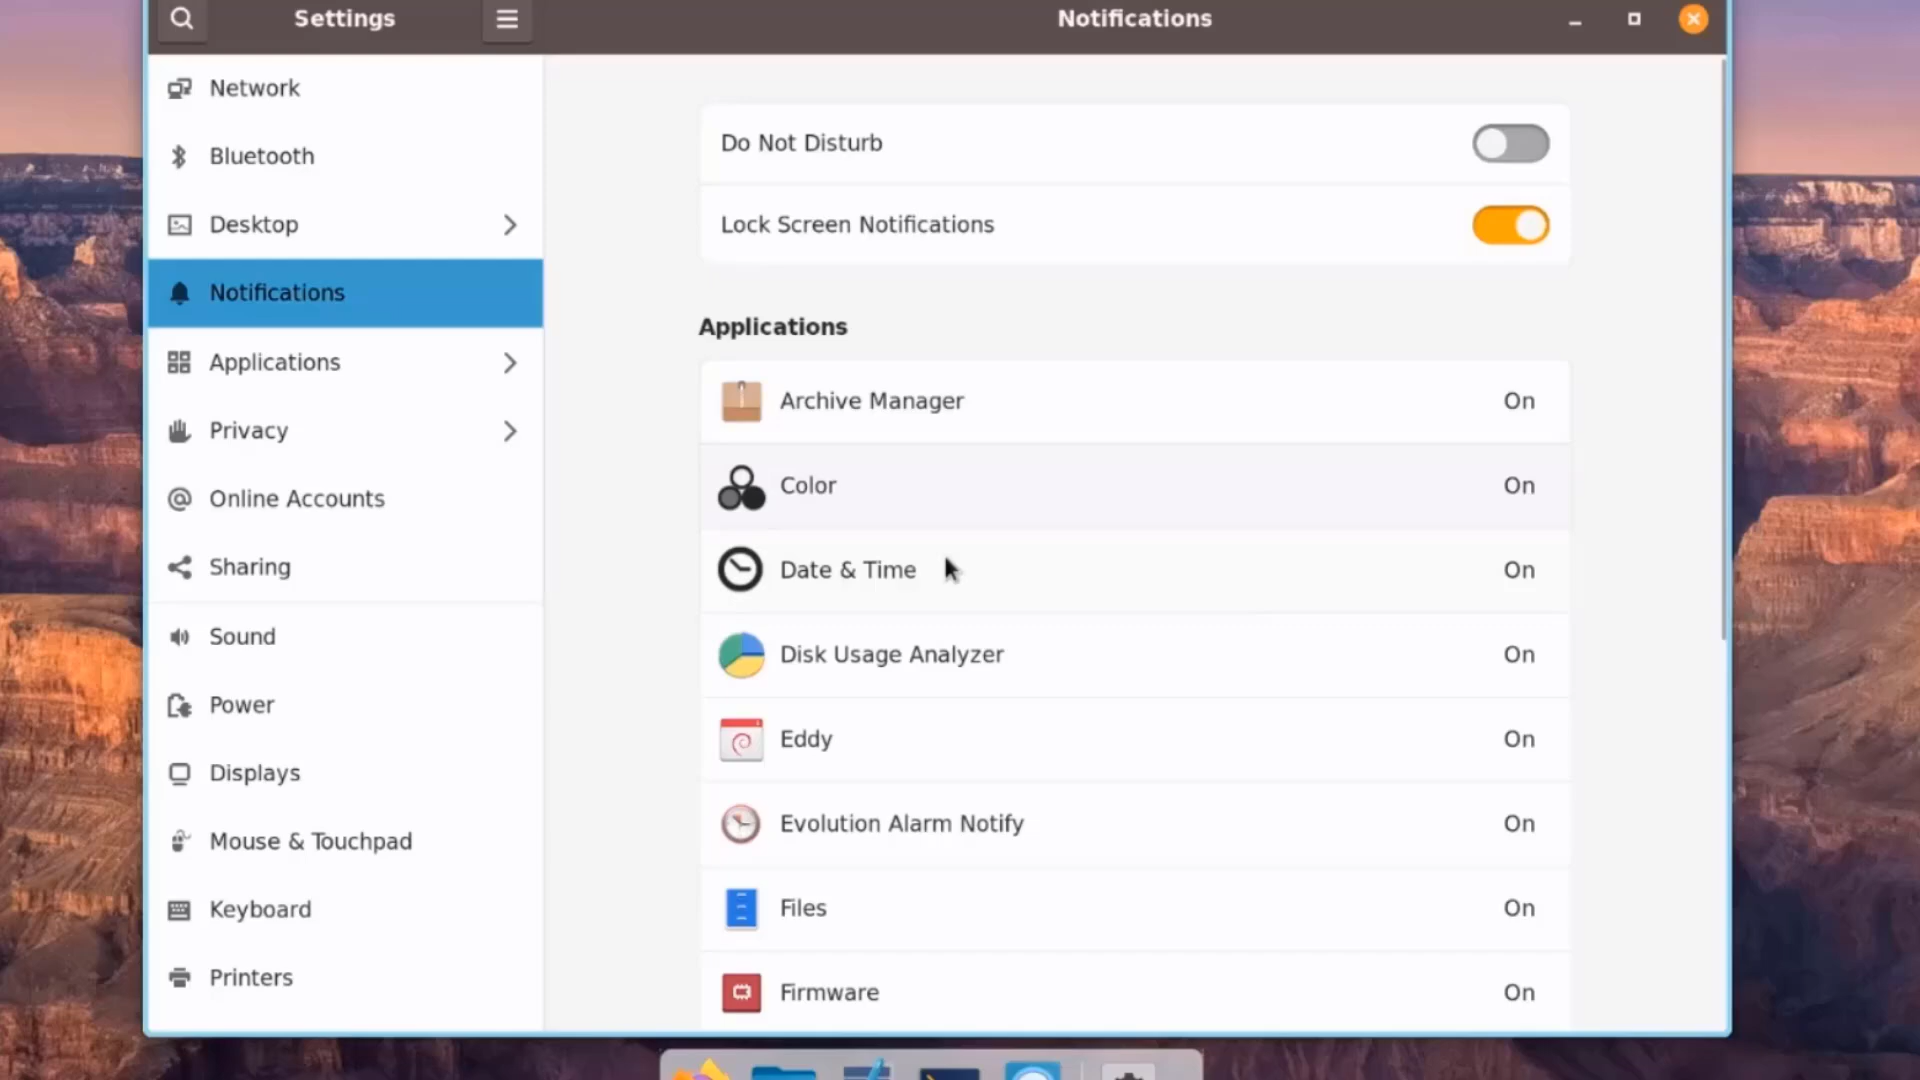 Settings
Notifications
Network
Bluetooth
Desktop
Notifications
Applications
Privacy
Online Accounts
Sharing
Sound
Power
Displays
Mouse & Touchpad
Keyboard
Printers
Do Not Disturb
Lock Screen Notifications
Applications
Archive Manager On
Color On
Date & Time On
Disk Usage Analyzer On
Eddy On
Evolution Alarm Notify On
Files On
Firmware On